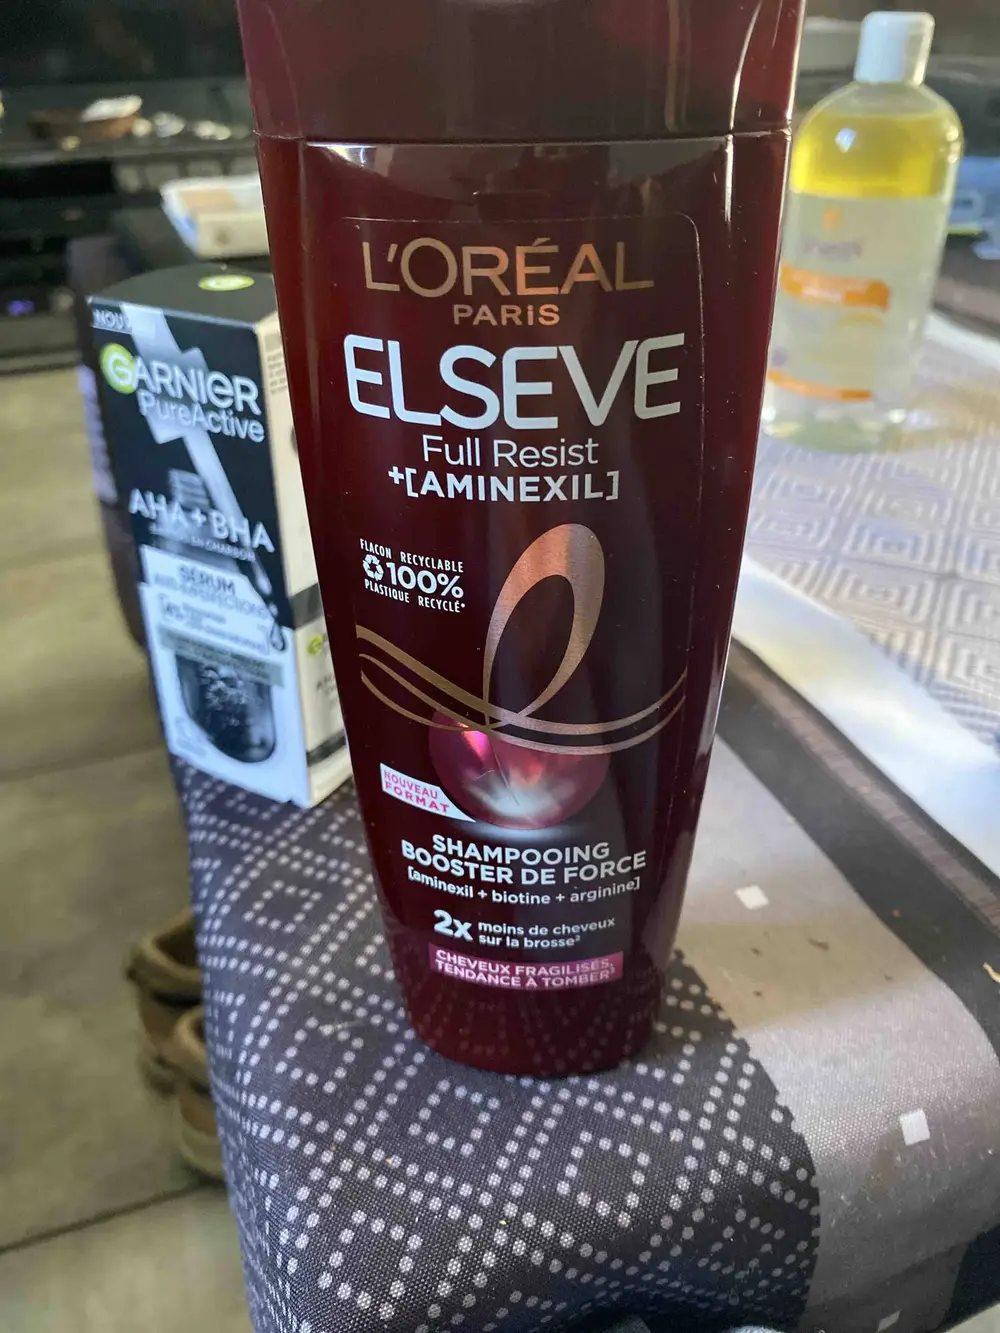 L'ORÉAL
PARIS
ELSEVE
Full Resist
+[AMINEXIL]
FLACON RECYCLABLE
100%
PLASTIQUE RECYCLÉ*
NOUVEAU
FORMAT
SHAMPOOING
BOOSTER DE FORCE
[aminexil + biotine + arginine]
2x moins de cheveux
sur la brosse²
CHEVEUX FRAGILISÉS,
TENDANCE À TOMBER¹
GARNIER
PureActive
AHA+BHA
SÉRUM